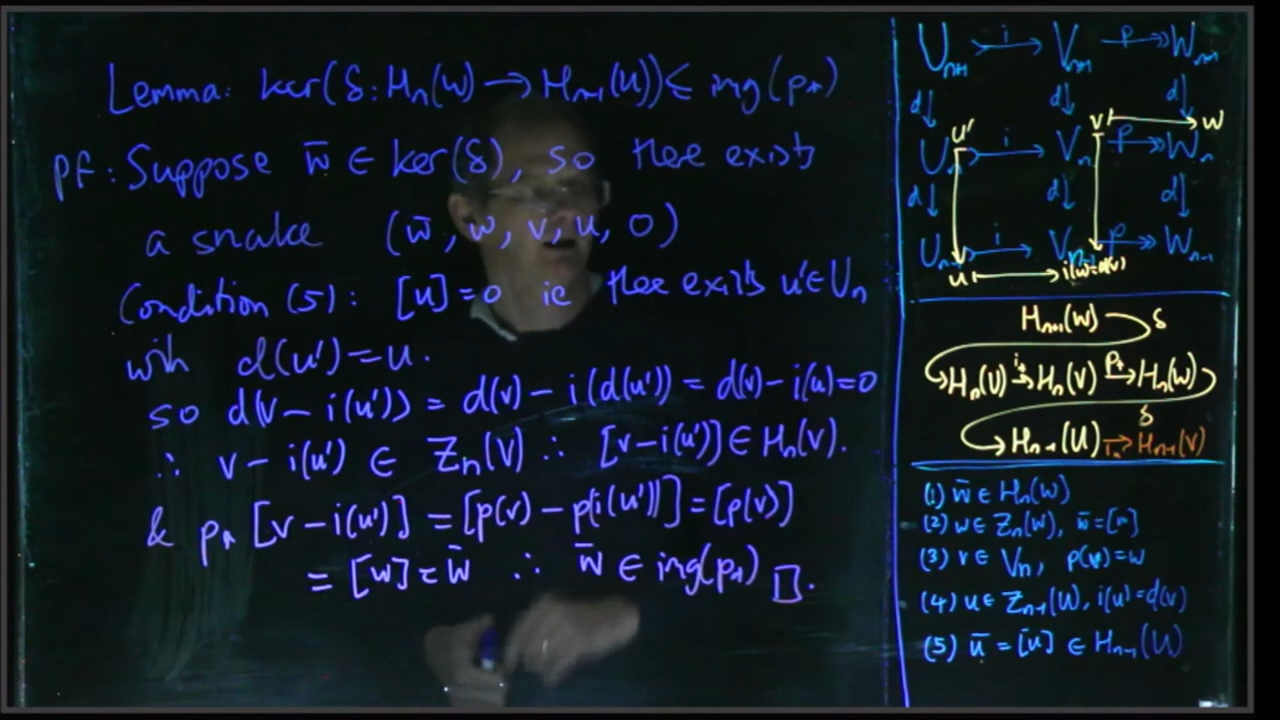 Lemma: ker(δ: Hₙ(W) → Hₙ₋₁(U)) ≤ img(p*)
pf: Suppose w̄ ∈ ker(δ), so there exists
a snake (w̄, w, v, u, 0)
Condition (5): [u]=0 ie there exists u'∈Uₙ
with d(u')=u.
so d(v−i(u')) = d(v)−i(d(u')) = d(v)−i(u)=0
∴ v−i(u') ∈ Zₙ(V) ∴ [v−i(u')]∈Hₙ(V).
& p* [v−i(u')] = [p(v)−p(i(u'))]=[p(v)]
= [w] = w̄ ∴ w̄ ∈ img(p*) □.
Uₙ₊₁ ↣ i Vₙ₊₁ p ↠ Wₙ₊₁
d↓ d↓ d↓
u' v ↦ w
Uₙ ↣ i Vₙ p ↠ Wₙ
d↓ d↓ d↓
Uₙ₋₁ ↣ i Vₙ₋₁ p ↠ Wₙ₋₁
u ↦ i(u)=d(v)
Hₙ₊₁(W) δ
Hₙ(U) i* → Hₙ(V) p* → Hₙ(W)
δ
→ Hₙ₋₁(U) i* → Hₙ₋₁(V)
(1) w̄ ∈ Hₙ(W)
(2) w ∈ Zₙ(W), w̄=[w]
(3) v ∈ Vₙ, p(v)=w
(4) u ∈ Zₙ₋₁(U), i(u)=d(v)
(5) ū = [u] ∈ Hₙ₋₁(U)